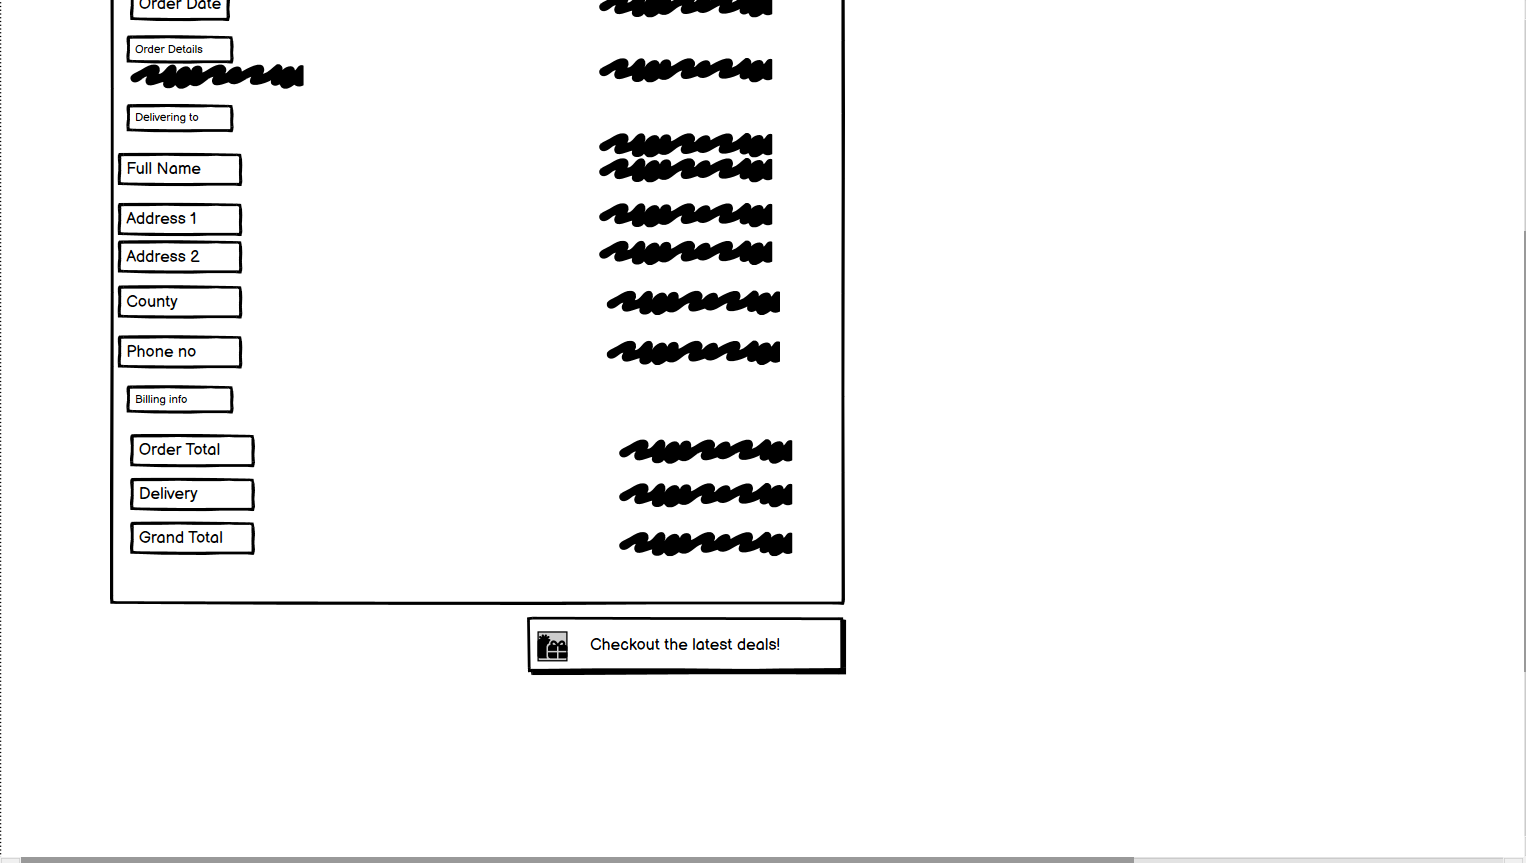 Order Date
Order Details
Delivering to
Full Name
Address 1
Address 2
County
Phone no
Billing info
Order Total
Delivery
Grand Total
Checkout the latest deals!